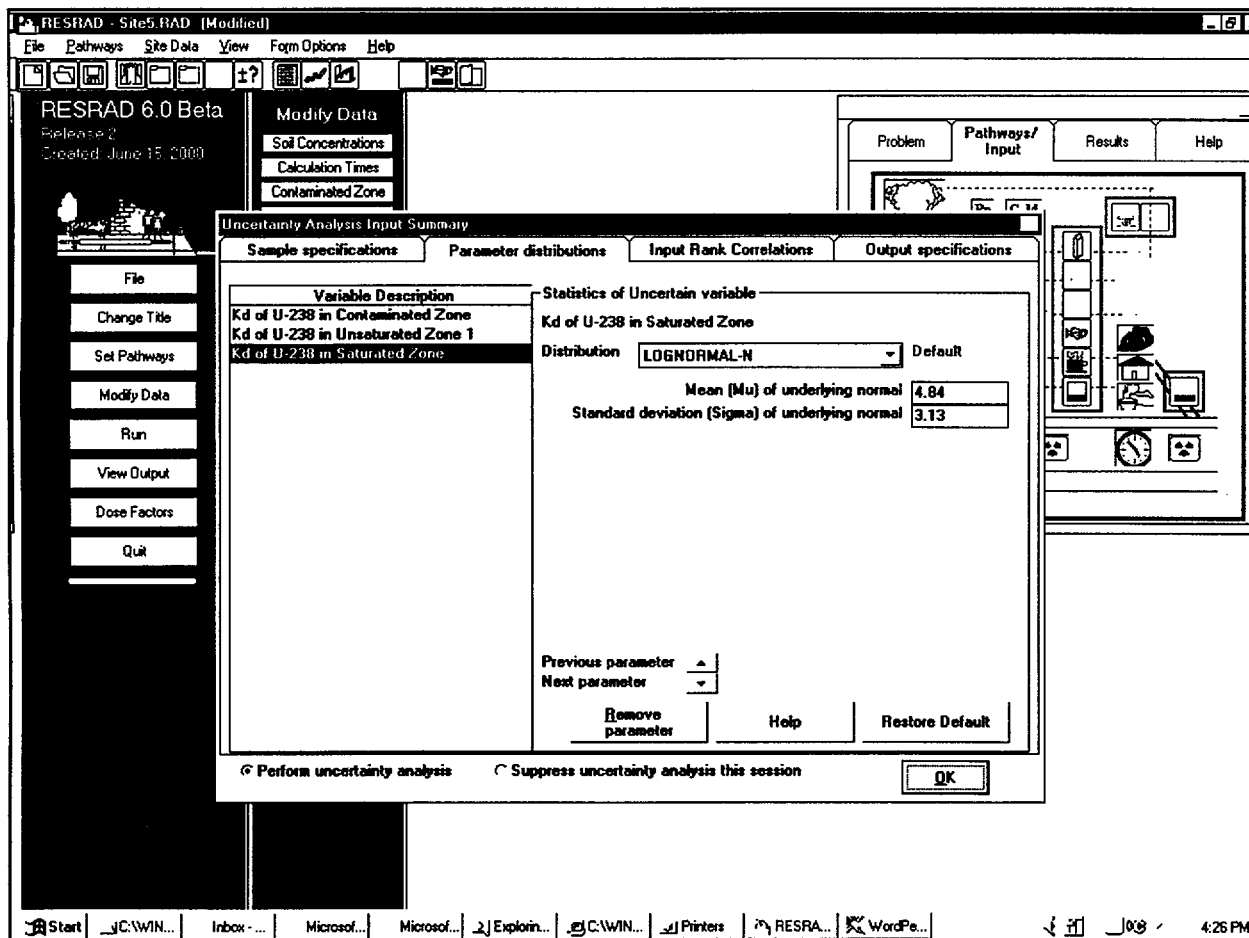 RESRAD - Site5.RAD (Modified)
File Pathways Site Data View Form Options Help
±?
RESRAD 6.0 Beta
Release 2
Created: June 15, 2000
File
Change Title
Set Pathways
Modify Data
Run
View Output
Dose Factors
Quit
Modify Data
Soil Concentrations
Calculation Times
Contaminated Zone
Problem
Pathways/
Input
Results
Help
Uncertainty Analysis Input Summary
Sample specifications
Parameter distributions
Input Rank Correlations
Output specifications
Variable Description
Kd of U-238 in Contaminated Zone
Kd of U-238 in Unsaturated Zone 1
Kd of U-238 in Saturated Zone
Statistics of Uncertain variable
Kd of U-238 in Saturated Zone
Distribution LOGNORMAL-N Default
Mean (Mu) of underlying normal 4.84
Standard deviation (Sigma) of underlying normal 3.13
Previous parameter
Next parameter
Remove
parameter
Help
Restore Default
Perform uncertainty analysis
Suppress uncertainty analysis this session
OK
Start C:\WIN... Inbox - ... Microsof... Microsof... Explorin... C:\WIN... Printers RESRA... WordPe... 4:26 PM